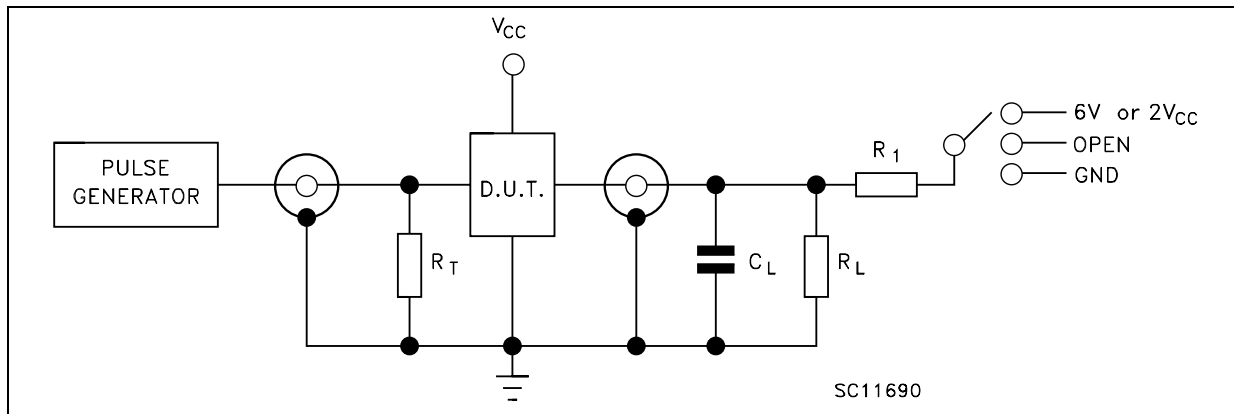 VCC
PULSE
GENERATOR
D.U.T.
RT
CL
RL
R1
6V or 2VCC
OPEN
GND
SC11690